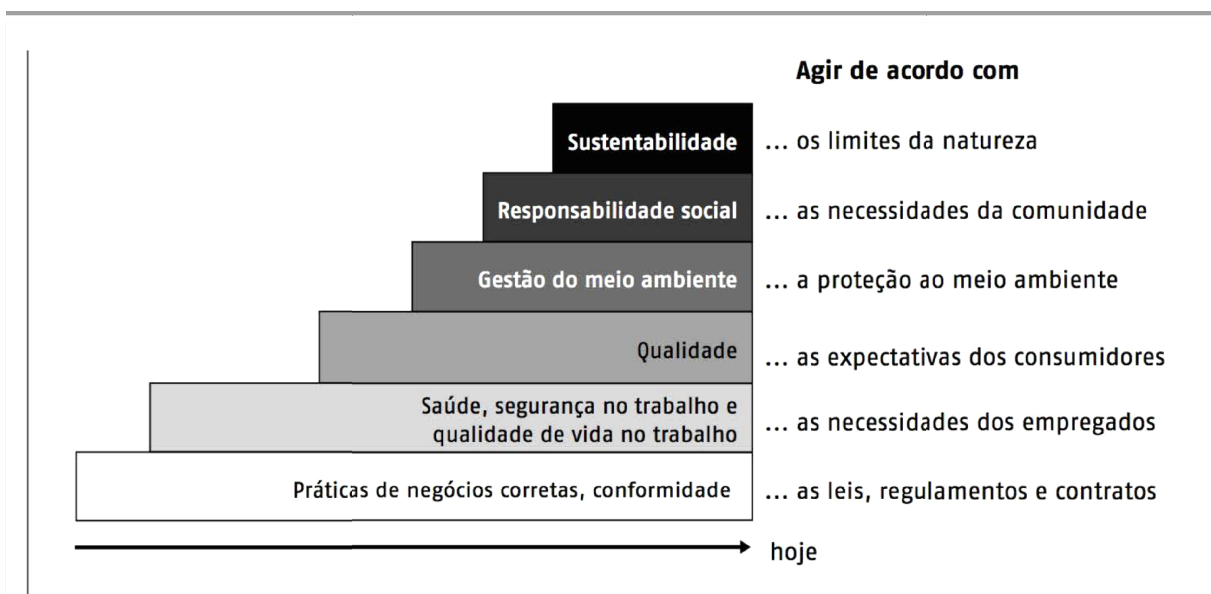 Agir de acordo com
Sustentabilidade
... os limites da natureza
Responsabilidade social
... as necessidades da comunidade
Gestão do meio ambiente
... a proteção ao meio ambiente
Qualidade
... as expectativas dos consumidores
Saúde, segurança no trabalho e
qualidade de vida no trabalho
... as necessidades dos empregados
Práticas de negócios corretas, conformidade
... as leis, regulamentos e contratos
hoje